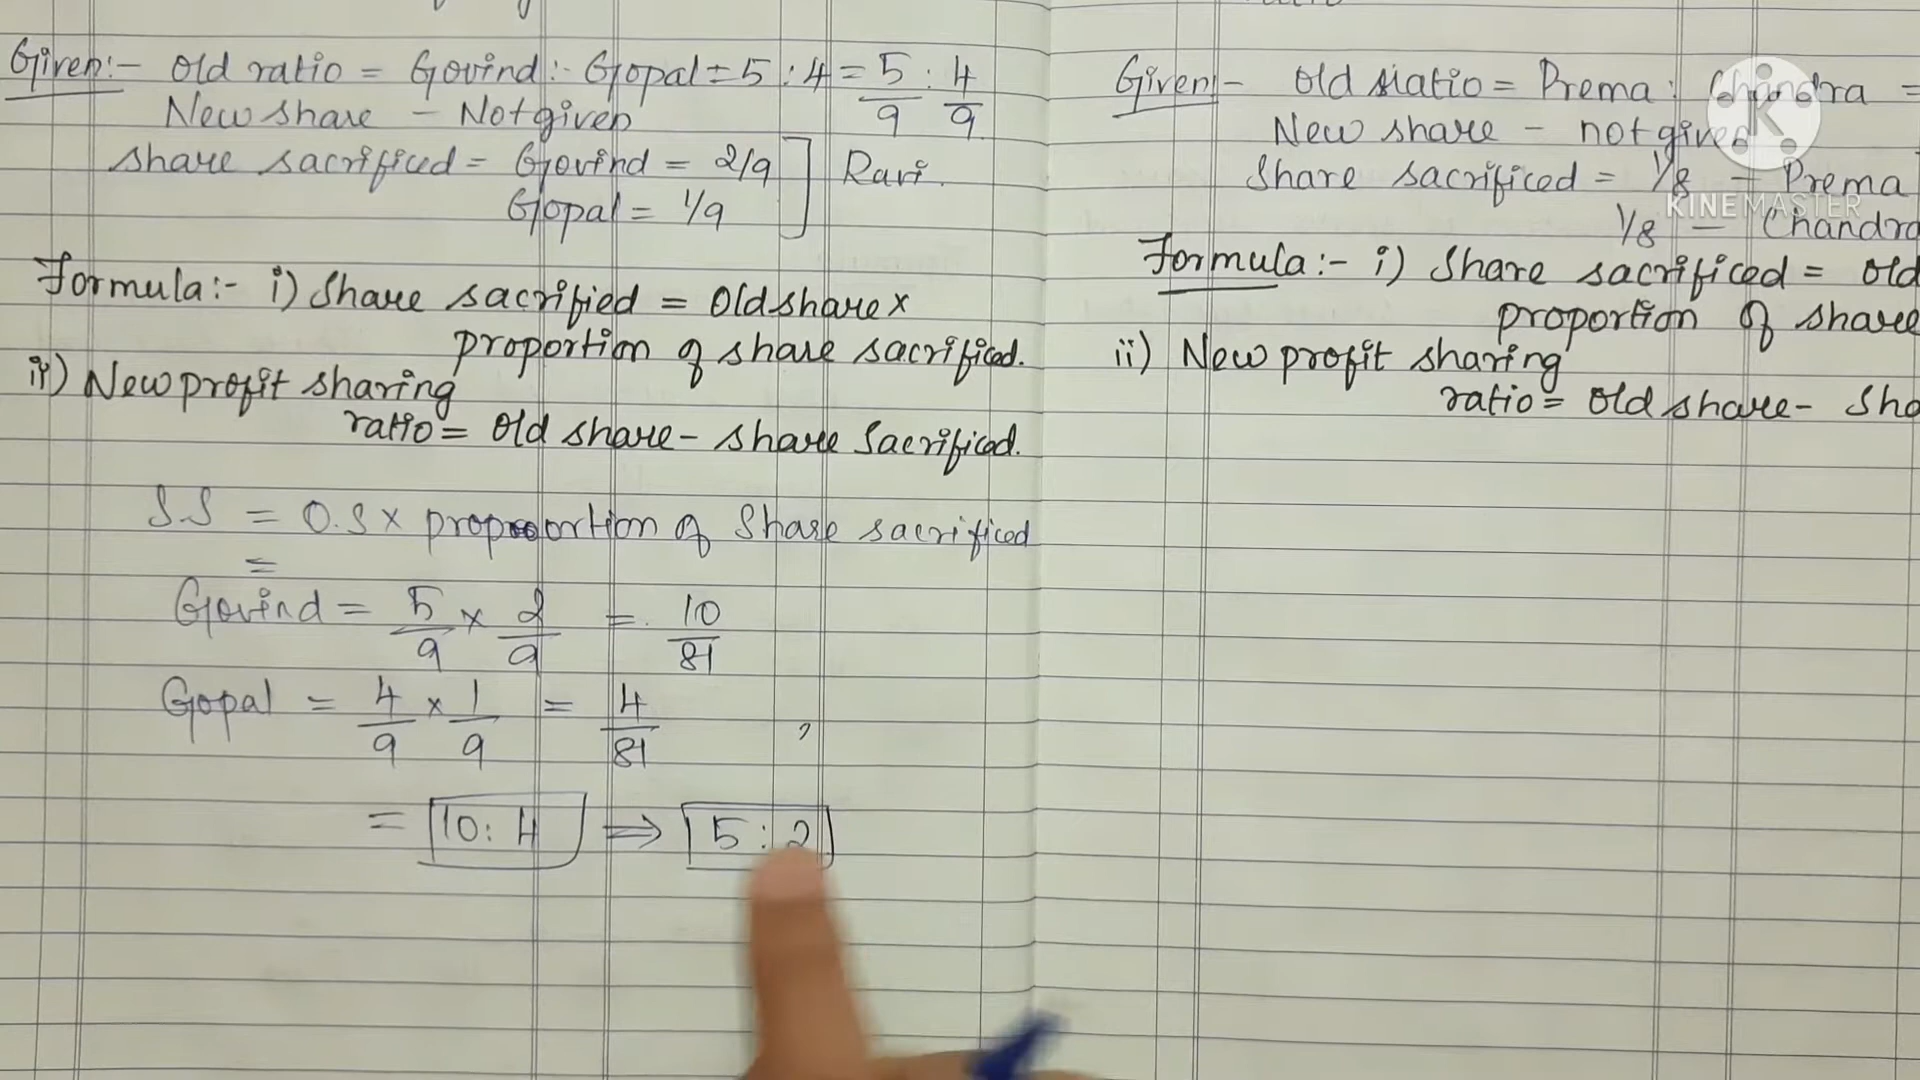 Given:- Old ratio = Govind:- Gopal = 5 : 4 = 5/9 : 4/9
New share - Not given
Share sacrificed = Govind = 2/9
Gopal = 1/9
Ravi.
Formula:- i) Share sacrified = Old share x
proportion of share sacrificed.
ii) New profit sharing
ratio = Old share - share Sacrificed.
S.S = O.S x proportion of Share sacrificed
=
Govind = 5/9 x 2/9 = 10/81
Gopal = 4/9 x 1/9 = 4/81 ,
= 10 : 4 ⇒ 5 : 2
Given:- Old ratio = Prema : Chandra =
New share - not given
Share sacrificed = 1/8 - Prema
1/8 - Chandra
Formula:- i) Share sacrificed = Old
proportion of share
ii) New profit sharing
ratio = Old share - Sha
K
KINEMASTER